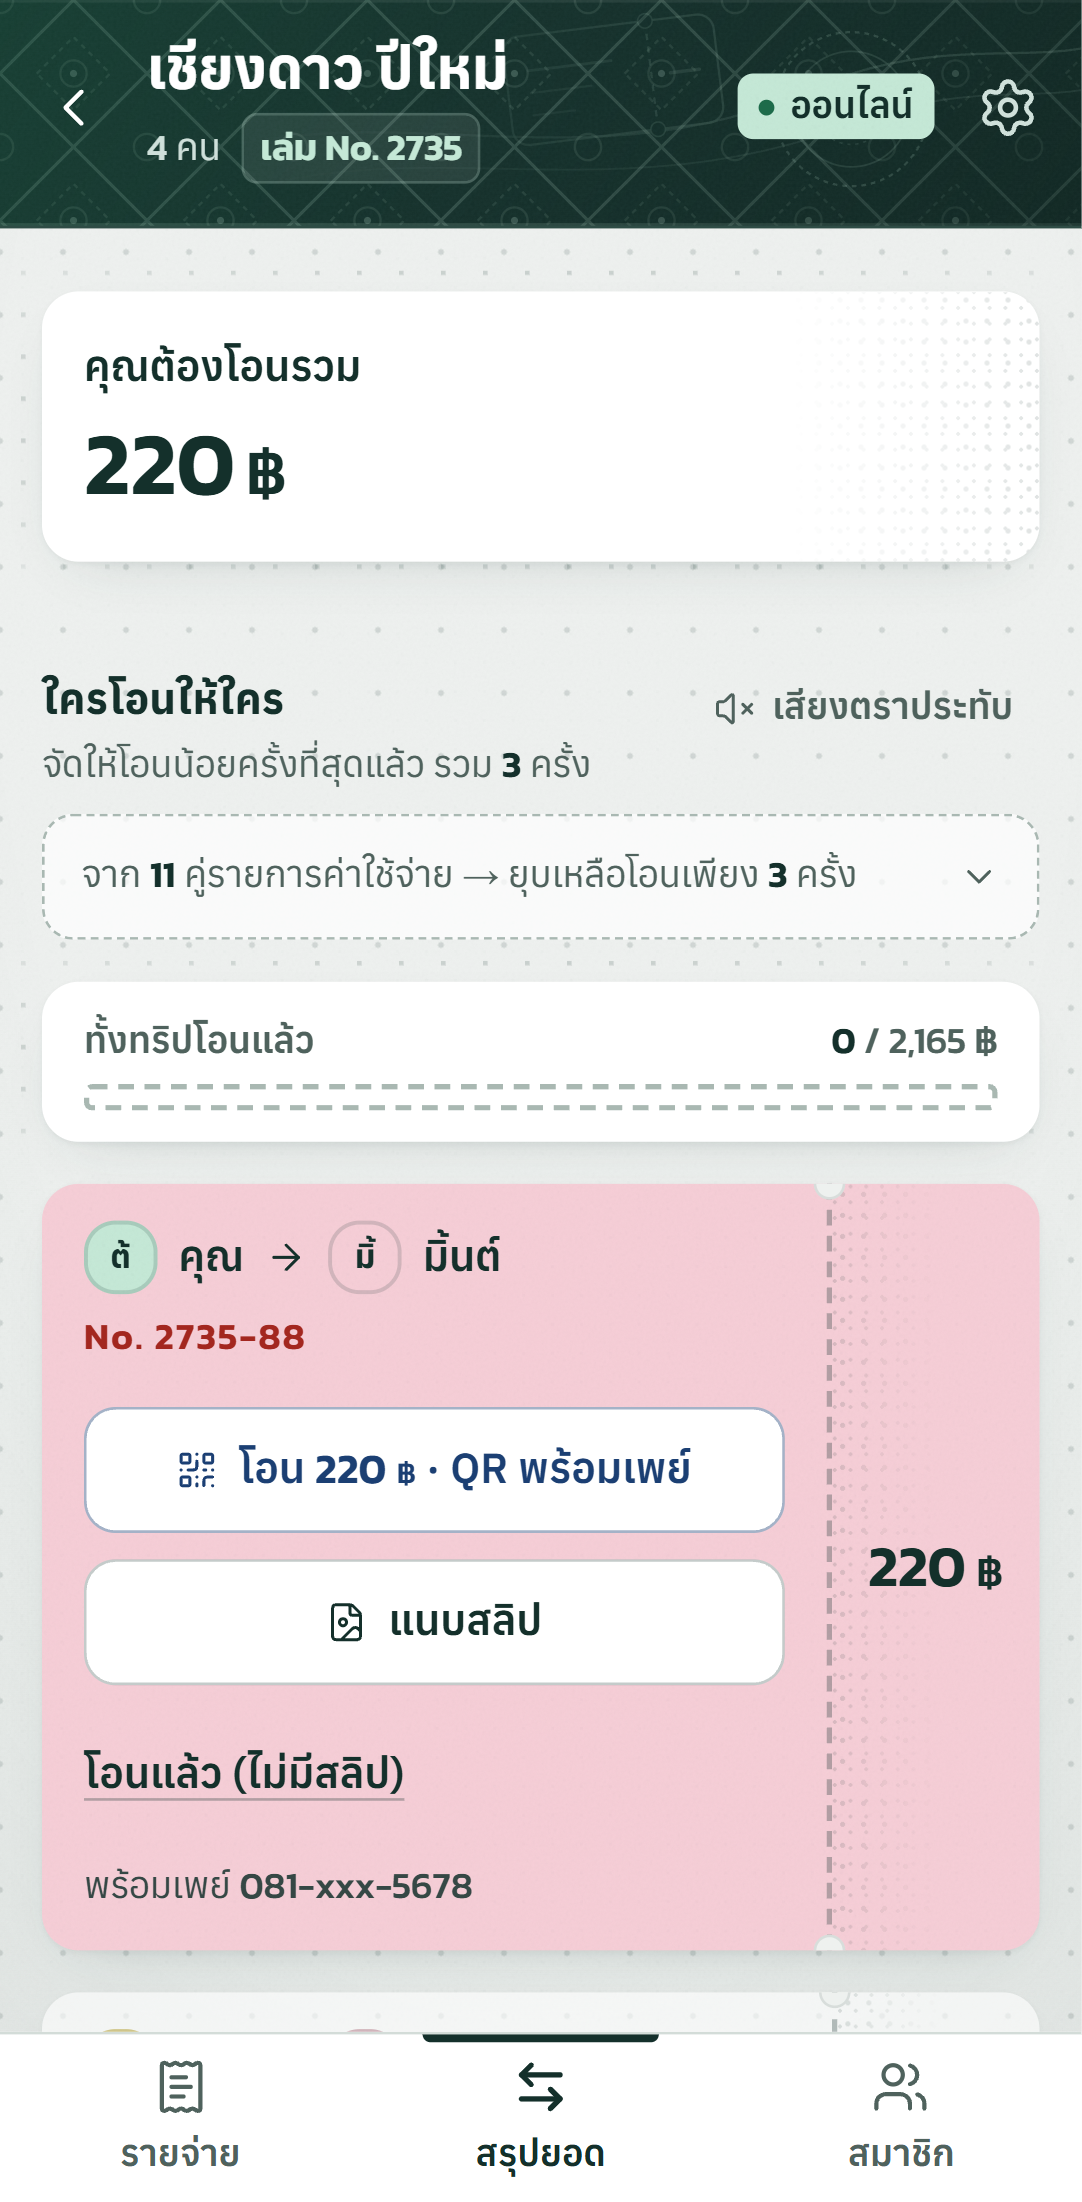 เชียงดาว ปีใหม่
4 คน เล่ม No. 2735
ออนไลน์
คุณต้องโอนรวม
220 ฿
ใครโอนให้ใคร
เสียงตราประทับ
จัดให้โอนน้อยครั้งที่สุดแล้ว รวม 3 ครั้ง
จาก 11 คู่รายการค่าใช้จ่าย → ยุบเหลือโอนเพียง 3 ครั้ง
ทั้งทริปโอนแล้ว 0 / 2,165 ฿
ต้ คุณ → มิ้ มิ้นต์
No. 2735-88
โอน 220 ฿ · QR พร้อมเพย์
220 ฿
แนบสลิป
โอนแล้ว (ไม่มีสลิป)
พร้อมเพย์ 081-xxx-5678
รายจ่าย สรุปยอด สมาชิก